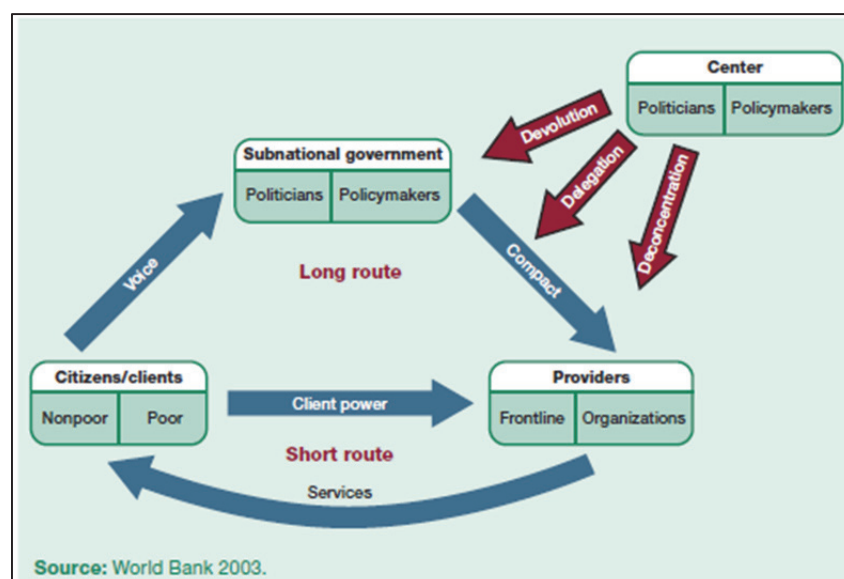 Center
Politicians
Policymakers
Devolution
Delegation
Deconcentration
Subnational government
Politicians
Policymakers
Voice
Long route
Compact
Citizens/clients
Nonpoor
Poor
Client power
Providers
Frontline
Organizations
Short route
Services
Source: World Bank 2003.